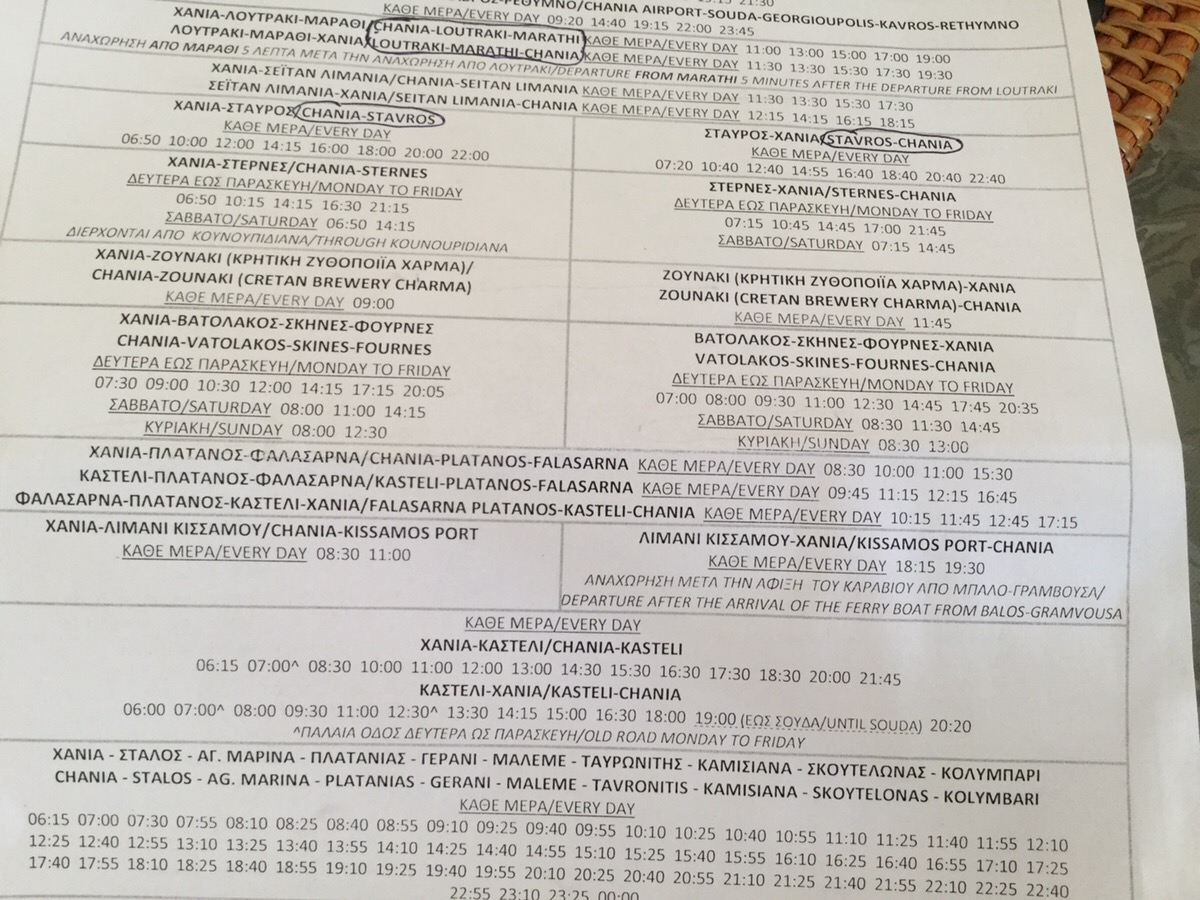 ΡΕΘΥΜΝΟ/CHANIA AIRPORT-SOUDA-GEORGIOUPOLIS-KAVROS-RETHYMNO
ΚΑΘΕ ΜΕΡΑ/EVERY DAY 09:20 14:40 19:15 22:00 23:45
ΧΑΝΙΑ-ΛΟΥΤΡΑΚΙ-ΜΑΡΑΘΙ/CHANIA-LOUTRAKI-MARATHI ΚΑΘΕ ΜΕΡΑ/EVERY DAY 11:00 13:00 15:00 17:00 19:00
ΛΟΥΤΡΑΚΙ-ΜΑΡΑΘΙ-ΧΑΝΙΑ/LOUTRAKI-MARATHI-CHANIA ΚΑΘΕ ΜΕΡΑ/EVERY DAY 11:30 13:30 15:30 17:30 19:30
ΑΝΑΧΩΡΗΣΗ ΑΠΟ ΜΑΡΑΘΙ 5 ΛΕΠΤΑ ΜΕΤΑ ΤΗΝ ΑΝΑΧΩΡΗΣΗ ΑΠΟ ΛΟΥΤΡΑΚΙ/DEPARTURE FROM MARATHI 5 MINUTES AFTER THE DEPARTURE FROM LOUTRAKI
ΧΑΝΙΑ-ΣΕΪΤΑΝ ΛΙΜΑΝΙΑ/CHANIA-SEITAN LIMANIA ΚΑΘΕ ΜΕΡΑ/EVERY DAY 11:30 13:30 15:30 17:30
ΣΕΪΤΑΝ ΛΙΜΑΝΙΑ-ΧΑΝΙΑ/SEITAN LIMANIA-CHANIA ΚΑΘΕ ΜΕΡΑ/EVERY DAY 12:15 14:15 16:15 18:15
ΧΑΝΙΑ-ΣΤΑΥΡΟΣ/CHANIA-STAVROS
ΚΑΘΕ ΜΕΡΑ/EVERY DAY
06:50 10:00 12:00 14:15 16:00 18:00 20:00 22:00
ΣΤΑΥΡΟΣ-ΧΑΝΙΑ/STAVROS-CHANIA
ΚΑΘΕ ΜΕΡΑ/EVERY DAY
07:20 10:40 12:40 14:55 16:40 18:40 20:40 22:40
ΧΑΝΙΑ-ΣΤΕΡΝΕΣ/CHANIA-STERNES
ΔΕΥΤΕΡΑ ΕΩΣ ΠΑΡΑΣΚΕΥΗ/MONDAY TO FRIDAY
06:50 10:15 14:15 16:30 21:15
ΣΑΒΒΑΤΟ/SATURDAY 06:50 14:15
ΔΙΕΡΧΟΝΤΑΙ ΑΠΟ ΚΟΥΝΟΥΠΙΔΙΑΝΑ/THROUGH KOUNOUPIDIANA
ΣΤΕΡΝΕΣ-ΧΑΝΙΑ/STERNES-CHANIA
ΔΕΥΤΕΡΑ ΕΩΣ ΠΑΡΑΣΚΕΥΗ/MONDAY TO FRIDAY
07:15 10:45 14:45 17:00 21:45
ΣΑΒΒΑΤΟ/SATURDAY 07:15 14:45
ΧΑΝΙΑ-ΖΟΥΝΑΚΙ (ΚΡΗΤΙΚΗ ΖΥΘΟΠΟΙΪΑ ΧΑΡΜΑ)/
CHANIA-ZOUNAKI (CRETAN BREWERY CHARMA)
ΚΑΘΕ ΜΕΡΑ/EVERY DAY 09:00
ΖΟΥΝΑΚΙ (ΚΡΗΤΙΚΗ ΖΥΘΟΠΟΙΪΑ ΧΑΡΜΑ)-ΧΑΝΙΑ
ZOUNAKI (CRETAN BREWERY CHARMA)-CHANIA
ΚΑΘΕ ΜΕΡΑ/EVERY DAY 11:45
ΧΑΝΙΑ-ΒΑΤΟΛΑΚΟΣ-ΣΚΗΝΕΣ-ΦΟΥΡΝΕΣ
CHANIA-VATOLAKOS-SKINES-FOURNES
ΔΕΥΤΕΡΑ ΕΩΣ ΠΑΡΑΣΚΕΥΗ/MONDAY TO FRIDAY
07:30 09:00 10:30 12:00 14:15 17:15 20:05
ΣΑΒΒΑΤΟ/SATURDAY 08:00 11:00 14:15
ΚΥΡΙΑΚΗ/SUNDAY 08:00 12:30
ΒΑΤΟΛΑΚΟΣ-ΣΚΗΝΕΣ-ΦΟΥΡΝΕΣ-ΧΑΝΙΑ
VATOLAKOS-SKINES-FOURNES-CHANIA
ΔΕΥΤΕΡΑ ΕΩΣ ΠΑΡΑΣΚΕΥΗ/MONDAY TO FRIDAY
07:00 08:00 09:30 11:00 12:30 14:45 17:45 20:35
ΣΑΒΒΑΤΟ/SATURDAY 08:30 11:30 14:45
ΚΥΡΙΑΚΗ/SUNDAY 08:30 13:00
ΧΑΝΙΑ-ΠΛΑΤΑΝΟΣ-ΦΑΛΑΣΑΡΝΑ/CHANIA-PLATANOS-FALASARNA ΚΑΘΕ ΜΕΡΑ/EVERY DAY 08:30 10:00 11:00 15:30
ΚΑΣΤΕΛΙ-ΠΛΑΤΑΝΟΣ-ΦΑΛΑΣΑΡΝΑ/KASTELI-PLATANOS-FALASARNA ΚΑΘΕ ΜΕΡΑ/EVERY DAY 09:45 11:15 12:15 16:45
ΦΑΛΑΣΑΡΝΑ-ΠΛΑΤΑΝΟΣ-ΚΑΣΤΕΛΙ-ΧΑΝΙΑ/FALASARNA PLATANOS-KASTELI-CHANIA ΚΑΘΕ ΜΕΡΑ/EVERY DAY 10:15 11:45 12:45 17:15
ΧΑΝΙΑ-ΛΙΜΑΝΙ ΚΙΣΣΑΜΟΥ/CHANIA-KISSAMOS PORT
ΚΑΘΕ ΜΕΡΑ/EVERY DAY 08:30 11:00
ΛΙΜΑΝΙ ΚΙΣΣΑΜΟΥ-ΧΑΝΙΑ/KISSAMOS PORT-CHANIA
ΚΑΘΕ ΜΕΡΑ/EVERY DAY 18:15 19:30
ΑΝΑΧΩΡΗΣΗ ΜΕΤΑ ΤΗΝ ΑΦΙΞΗ ΤΟΥ ΚΑΡΑΒΙΟΥ ΑΠΟ ΜΠΑΛΟ-ΓΡΑΜΒΟΥΣΑ/
DEPARTURE AFTER THE ARRIVAL OF THE FERRY BOAT FROM BALOS-GRAMVOUSA
ΚΑΘΕ ΜΕΡΑ/EVERY DAY
ΧΑΝΙΑ-ΚΑΣΤΕΛΙ/CHANIA-KASTELI
06:15 07:00^ 08:30 10:00 11:00 12:00 13:00 14:30 15:30 16:30 17:30 18:30 20:00 21:45
ΚΑΣΤΕΛΙ-ΧΑΝΙΑ/KASTELI-CHANIA
06:00 07:00^ 08:00 09:30 11:00 12:30^ 13:30 14:15 15:00 16:30 18:00 19:00 (ΕΩΣ ΣΟΥΔΑ/UNTIL SOUDA) 20:20
^ΠΑΛΑΙΑ ΟΔΟΣ ΔΕΥΤΕΡΑ ΩΣ ΠΑΡΑΣΚΕΥΗ/OLD ROAD MONDAY TO FRIDAY
ΧΑΝΙΑ - ΣΤΑΛΟΣ - ΑΓ. ΜΑΡΙΝΑ - ΠΛΑΤΑΝΙΑΣ - ΓΕΡΑΝΙ - ΜΑΛΕΜΕ - ΤΑΥΡΩΝΙΤΗΣ - ΚΑΜΙΣΙΑΝΑ - ΣΚΟΥΤΕΛΩΝΑΣ - ΚΟΛΥΜΠΑΡΙ
CHANIA - STALOS - AG. MARINA - PLATANIAS - GERANI - MALEME - TAVRONITIS - KAMISIANA - SKOUTELONAS - KOLYMBARI
ΚΑΘΕ ΜΕΡΑ/EVERY DAY
06:15 07:00 07:30 07:55 08:10 08:25 08:40 08:55 09:10 09:25 09:40 09:55 10:10 10:25 10:40 10:55 11:10 11:25 11:40 11:55 12:10
12:25 12:40 12:55 13:10 13:25 13:40 13:55 14:10 14:25 14:40 14:55 15:10 15:25 15:40 15:55 16:10 16:25 16:40 16:55 17:10 17:25
17:40 17:55 18:10 18:25 18:40 18:55 19:10 19:25 19:40 19:55 20:10 20:25 20:40 20:55 21:10 21:25 21:40 21:55 22:10 22:25 22:40
22:55 23:10 23:25 00:00